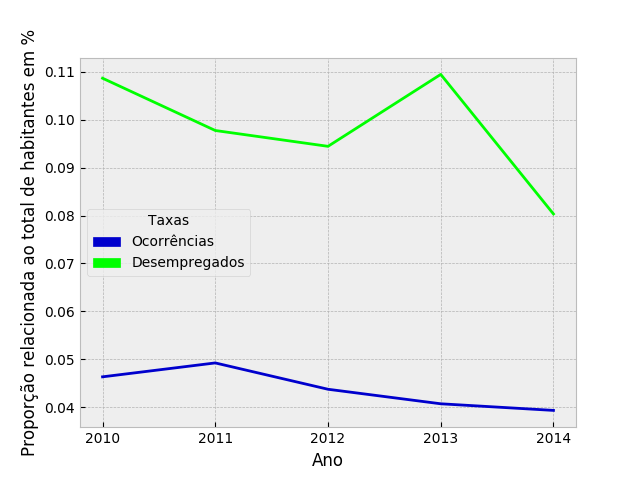 Proporção relacionada ao total de habitantes em %
0.11
0.10
0.09
0.08
0.07
0.06
0.05
0.04
Taxas
Ocorrências
Desempregados
2010 2011 2012 2013 2014
Ano